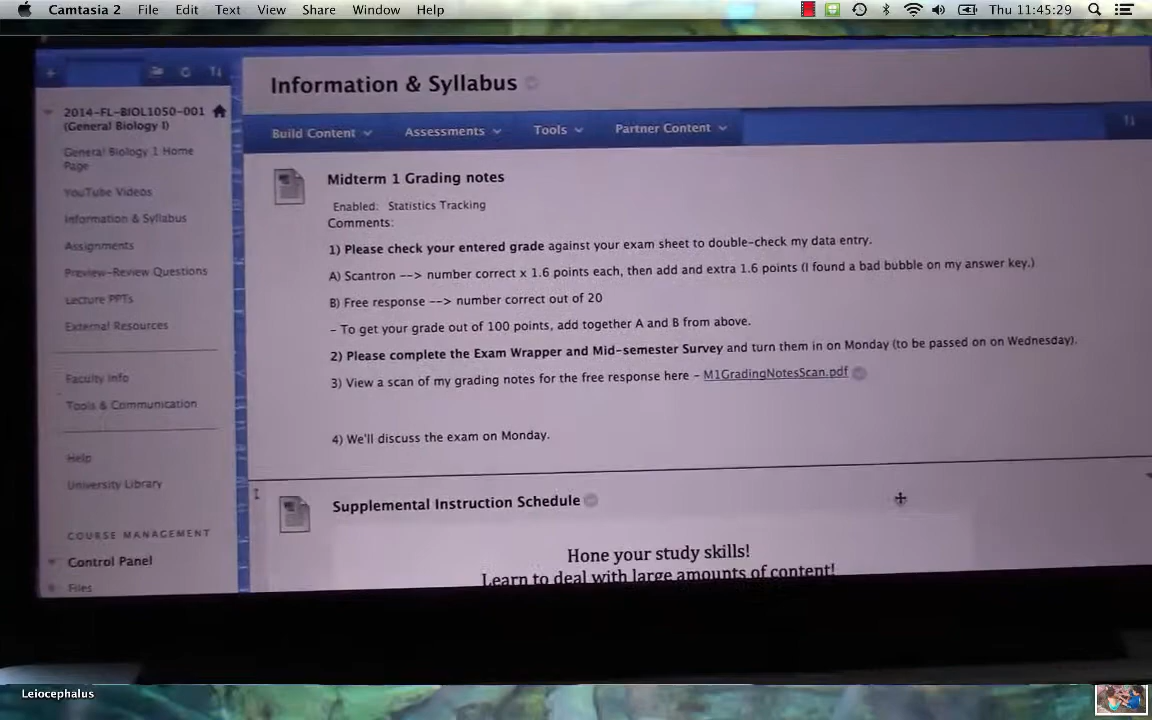 Camtasia 2 File Edit Text View Share Window Help Thu 11:45:29
2014-FL-BIOL1050-001
(General Biology I)
General Biology 1 Home
Page
YouTube Videos
Information & Syllabus
Assignments
Preview-Review Questions
Lecture PPTs
External Resources
Faculty Info
Tools & Communication
Help
University Library
COURSE MANAGEMENT
Control Panel
Files
Information & Syllabus
Build Content Assessments Tools Partner Content
Midterm 1 Grading notes
Enabled: Statistics Tracking
Comments:
1) Please check your entered grade against your exam sheet to double-check my data entry.
A) Scantron --> number correct x 1.6 points each, then add and extra 1.6 points (I found a bad bubble on my answer key.)
B) Free response --> number correct out of 20
- To get your grade out of 100 points, add together A and B from above.
2) Please complete the Exam Wrapper and Mid-semester Survey and turn them in on Monday (to be passed on on Wednesday).
3) View a scan of my grading notes for the free response here - M1GradingNotesScan.pdf
4) We'll discuss the exam on Monday.
Supplemental Instruction Schedule
Hone your study skills!
Learn to deal with large amounts of content!
Leiocephalus